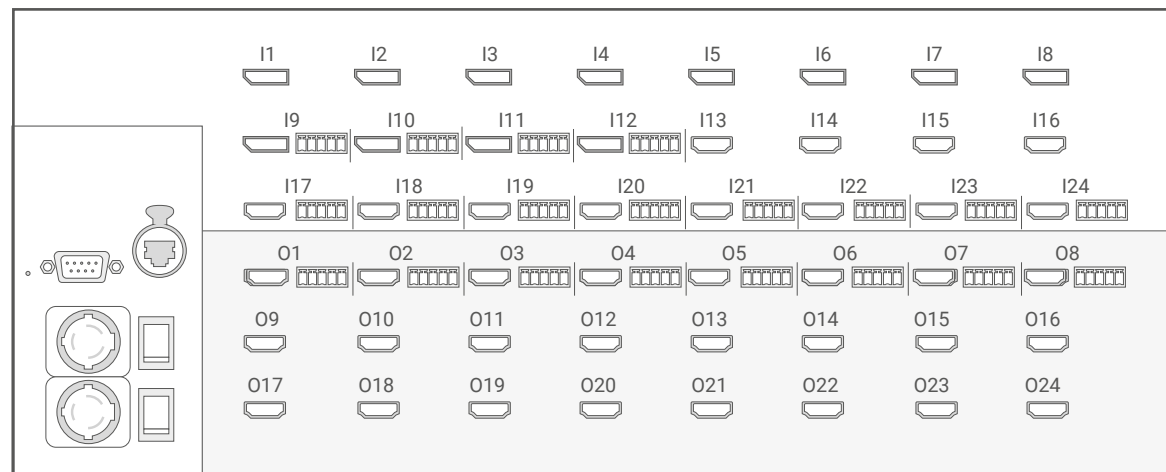 I1 I2 I3 I4 I5 I6 I7 I8
I9 I10 I11 I12 I13 I14 I15 I16
I17 I18 I19 I20 I21 I22 I23 I24
O1 O2 O3 O4 O5 O6 O7 O8
O9 O10 O11 O12 O13 O14 O15 O16
O17 O18 O19 O20 O21 O22 O23 O24